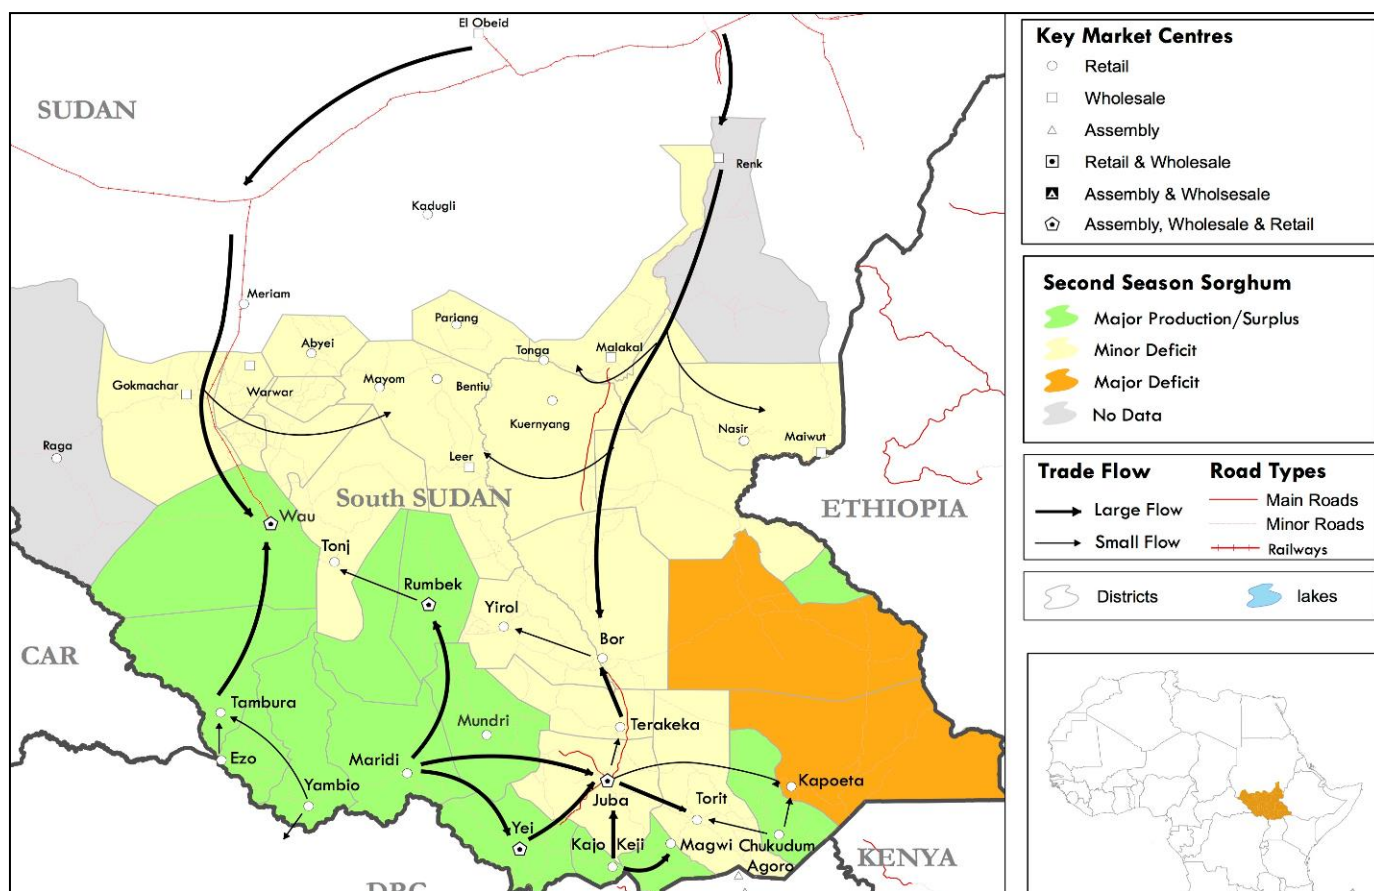 El Obeid
SUDAN
Renk
Kadugli
Meriam
Pariang
Abyei
Tonga
Malakal
Gokmachar
Warwar
Mayom
Bentiu
Kuernyang
Nasir
Maiwut
Raga
Leer
South SUDAN
ETHIOPIA
Wau
Tonj
Rumbek
Yirol
Bor
CAR
Tambura
Mundri
Terakeka
Ezo
Maridi
Yambio
Kapoeta
Juba
Torit
Yei
Kajo Keji
Magwi
Chukudum
Agoro
KENYA
DRC
Key Market Centres
Retail
Wholesale
Assembly
Retail & Wholesale
Assembly & Wholsesale
Assembly, Wholesale & Retail
Second Season Sorghum
Major Production/Surplus
Minor Deficit
Major Deficit
No Data
Trade Flow
Large Flow
Small Flow
Road Types
Main Roads
Minor Roads
Railways
Districts
lakes